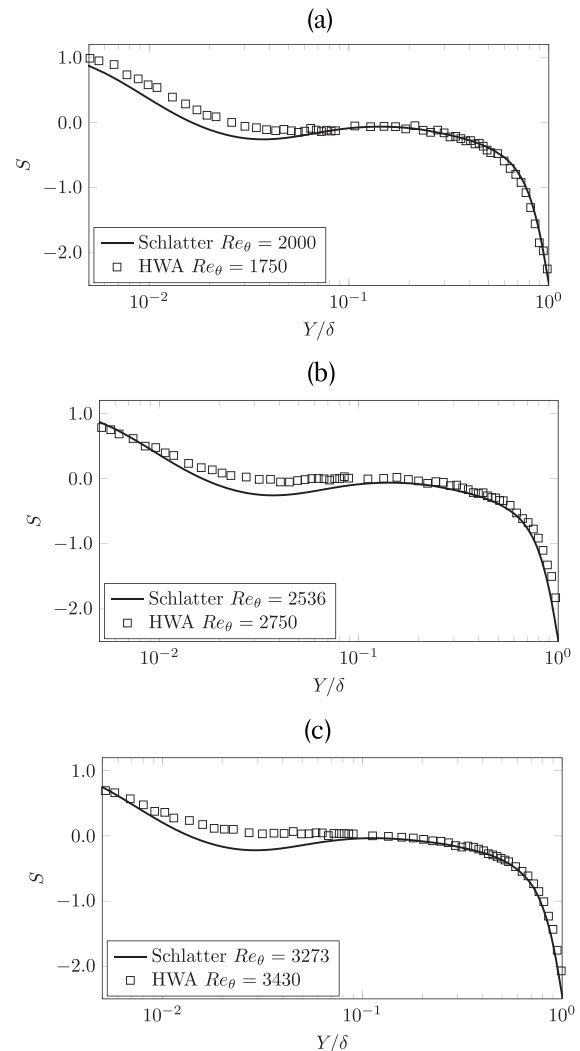 (a)
1.0
0.0
−1.0
−2.0
S
Schlatter Reθ = 2000
HWA Reθ = 1750
10−2
10−1
100
Y/δ
(b)
1.0
0.0
−1.0
−2.0
S
Schlatter Reθ = 2536
HWA Reθ = 2750
10−2
10−1
100
Y/δ
(c)
1.0
0.0
−1.0
−2.0
S
Schlatter Reθ = 3273
HWA Reθ = 3430
10−2
10−1
100
Y/δ